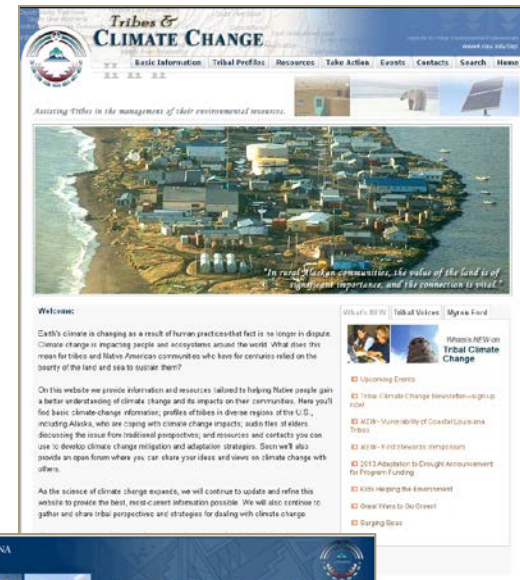 Tribes &
CLIMATE CHANGE
Basic Information Tribal Profiles Resources Take Action Events Contacts Search Home
Assisting Tribes in the management of their environmental resources.
"In rural Alaskan communities, the value of the land is of
significant importance, and the connection is vital."
Welcome:
Earth's climate is changing as a result of human practices-that fact is no longer in dispute.
Climate change is impacting people and ecosystems around the world. What does this
mean for tribes and Native American communities who have for centuries relied on the
bounty of the land and sea to sustain them?
On this website we provide information and resources tailored to helping Native people gain
a better understanding of climate change and its impacts on their communities. Here you'll
find basic climate-change information; profiles of tribes in diverse regions of the U.S.,
including Alaska, who are coping with climate change impacts; audio files of elders
discussing the issue from traditional perspectives; and resources and contacts you can
use to develop climate change mitigation and adaptation strategies. Soon we'll also
provide an open forum where you can share your ideas and views on climate change with
others.
As the science of climate change expands, we will continue to update and refine this
website to provide the best, most-current information possible. We will also continue to
gather and share tribal perspectives and strategies for dealing with climate change.
What's NEW Tribal Voices Myron Ford
What's NEW on
Tribal Climate
Change
Upcoming Events
Tribal Climate Change Newsletter--sign up
now!
NEW- Vulnerability of Coastal Louisiana
Tribes
NEW - First Stewards Symposium
2013 Adaptation to Drought Announcement
for Program Funding
Kids Helping the Environment
Great Ways to Go Green!
Surging Seas
NA